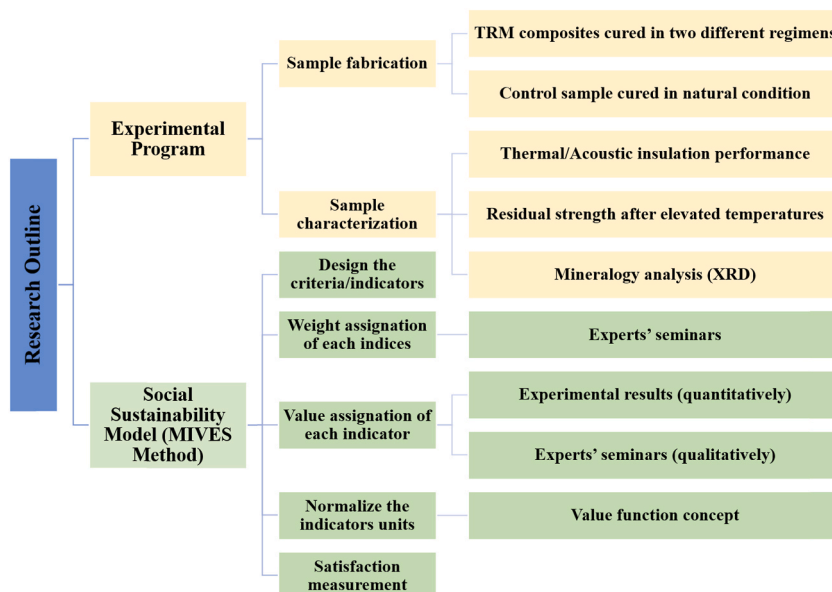 Research Outline
Experimental
Program
Sample fabrication
TRM composites cured in two different regimens
Control sample cured in natural condition
Sample
characterization
Thermal/Acoustic insulation performance
Residual strength after elevated temperatures
Mineralogy analysis (XRD)
Social
Sustainability
Model (MIVES
Method)
Design the
criteria/indicators
Weight assignation
of each indices
Experts’ seminars
Value assignation of
each indicator
Experimental results (quantitatively)
Experts’ seminars (qualitatively)
Normalize the
indicators units
Value function concept
Satisfaction
measurement